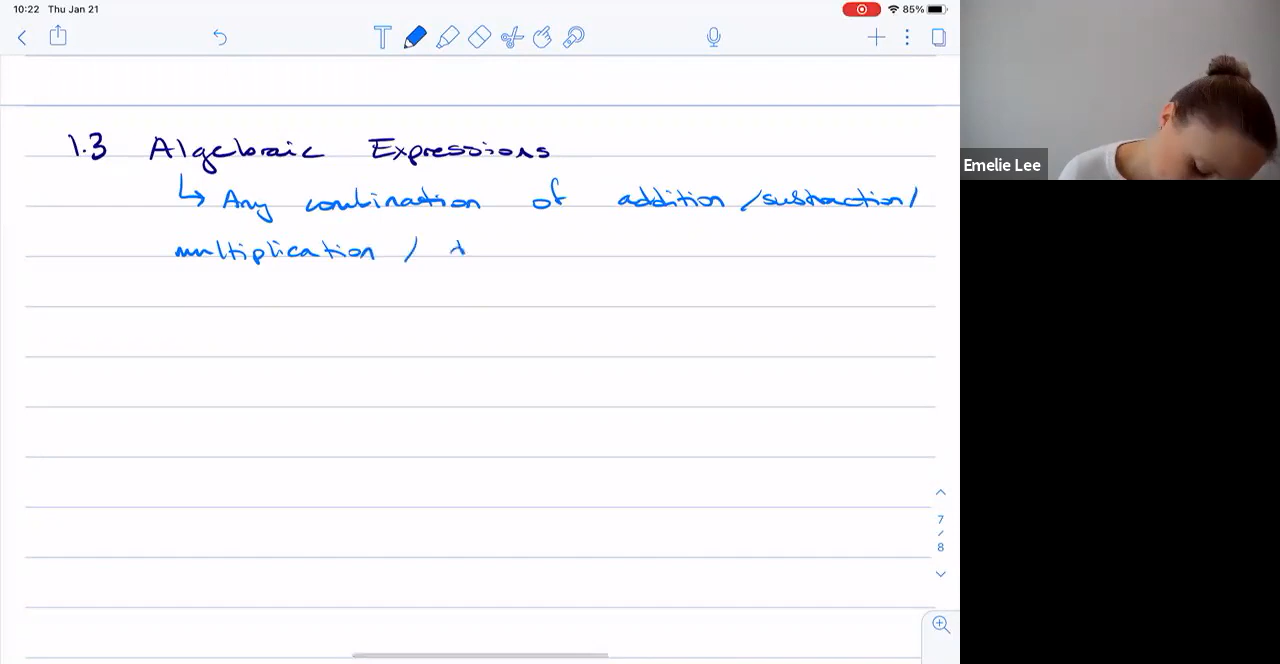 10:22 Thu Jan 21
85%
T
1.3 Algebraic Expressions
↳ Any combination of addition / subtraction /
multiplication /
Emelie Lee
7
/
8